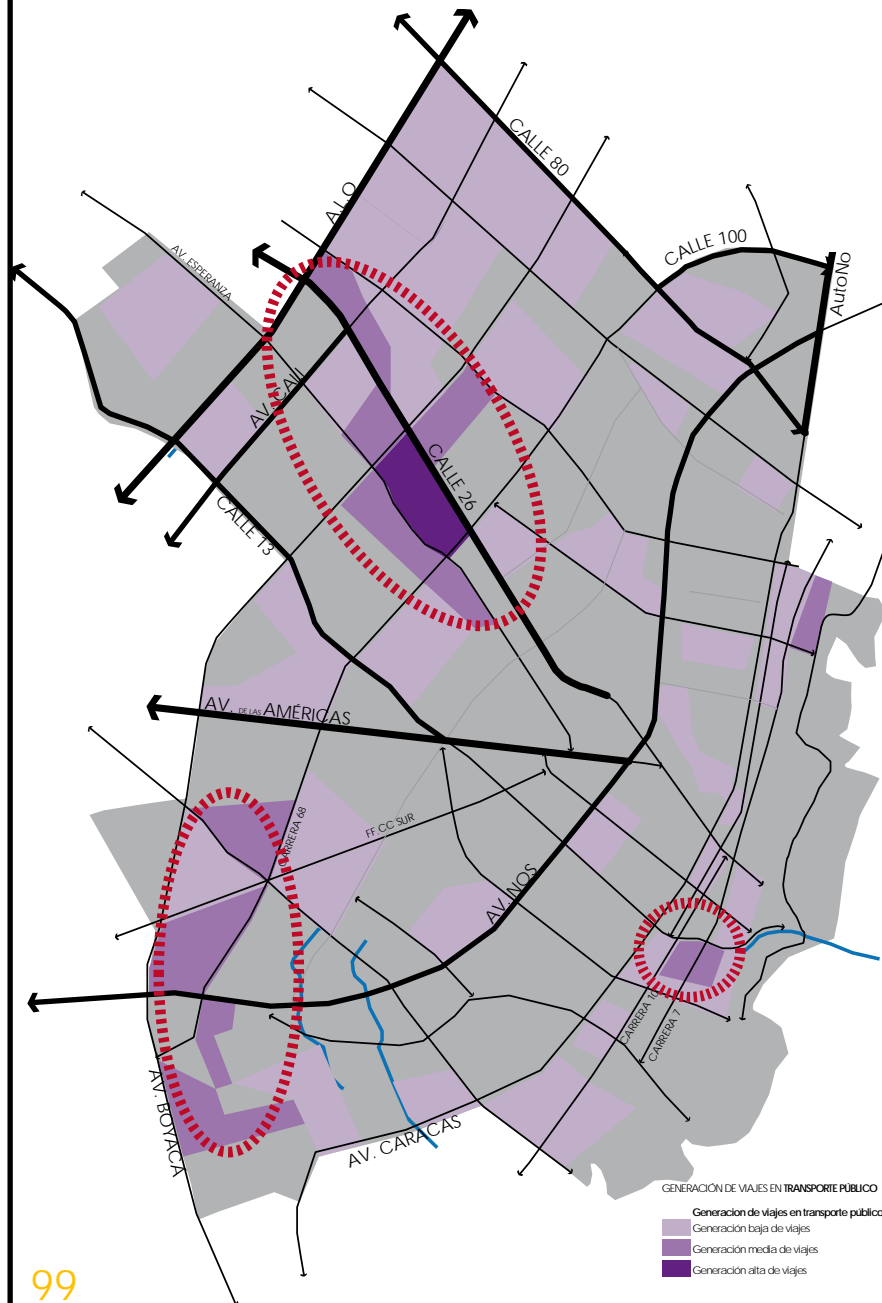 CALLE 80
A.L.O
CALLE 100
AV. ESPERANZA
AutoNo
AV. CALI
CALLE 26
CALLE 13
AV. DE LAS AMÉRICAS
CARRERA 68
FF CC SUR
AV. NQS
CARRERA 10
CARRERA 7
AV. BOYACA
AV. CARACAS
GENERACIÓN DE VIAJES EN TRANSPORTE PÚBLICO
Generacion de viajes en transporte público
Generación baja de viajes
Generación media de viajes
Generación alta de viajes
99